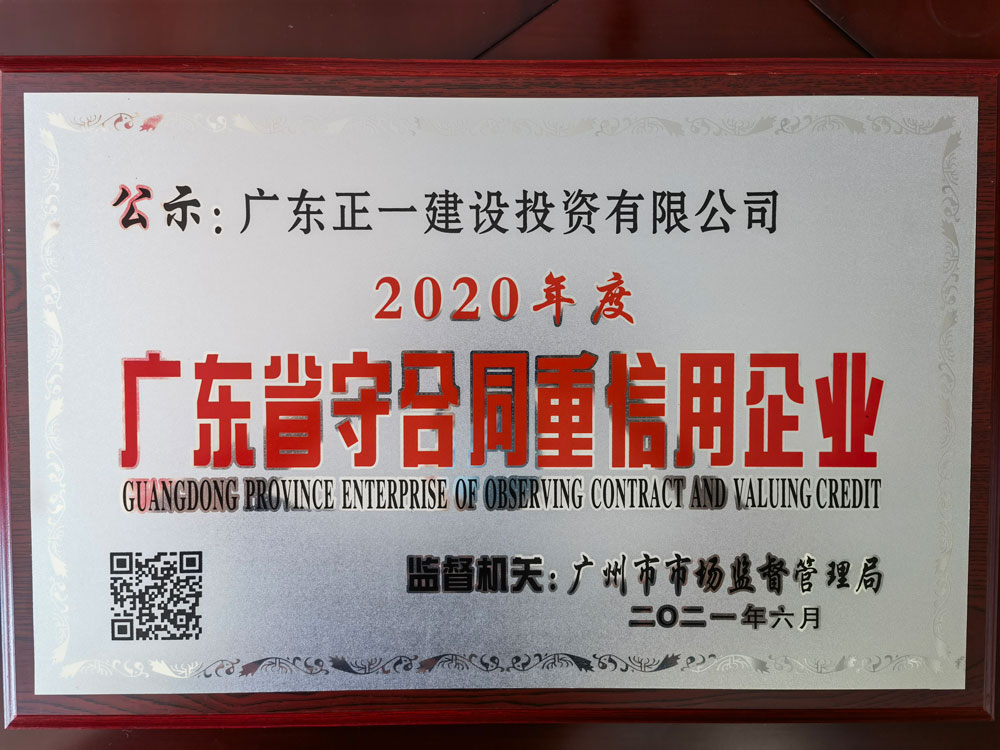 公示：广东正一建设投资有限公司
2020年度
广东省守合同重信用企业
GUANGDONG PROVINCE ENTERPRISE OF OBSERVING CONTRACT AND VALUING CREDIT
监督机关：广州市市场监督管理局
二〇二一年六月